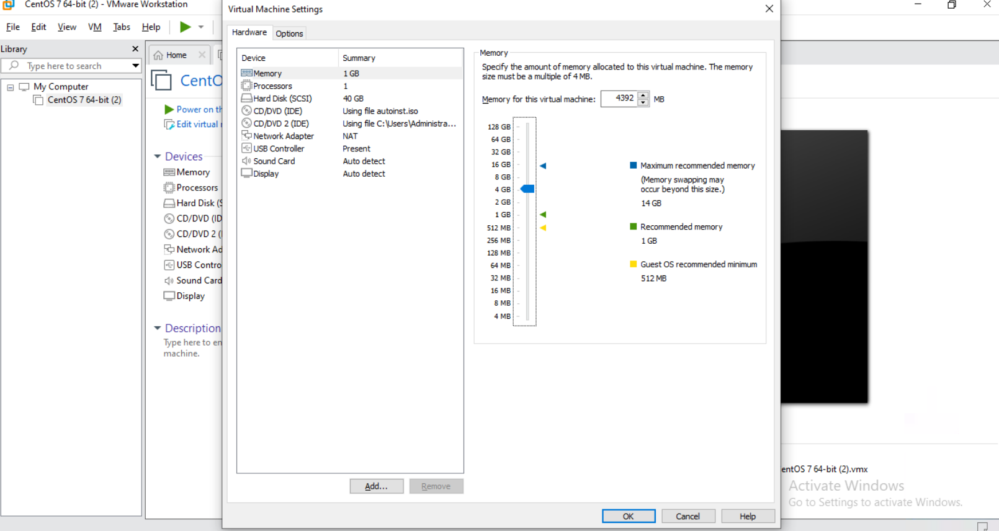 CentOS 7 64-bit (2) - VMware Workstation
File Edit View VM Tabs Help
Library
Type here to search
My Computer
CentOS 7 64-bit (2)
Home
CentO
Power on th
Edit virtual
Devices
Memory
Processors
Hard Disk (S
CD/DVD (ID
CD/DVD 2 (I
Network Ad
USB Contro
Sound Card
Display
Description
Type here to en
machine.
Virtual Machine Settings
Hardware Options
Device Summary
Memory 1 GB
Processors 1
Hard Disk (SCSI) 40 GB
CD/DVD (IDE) Using file autoinst.iso
CD/DVD 2 (IDE) Using file C:\Users\Administra...
Network Adapter NAT
USB Controller Present
Sound Card Auto detect
Display Auto detect
Add... Remove
Memory
Specify the amount of memory allocated to this virtual machine. The memory
size must be a multiple of 4 MB.
Memory for this virtual machine: 4392 MB
128 GB
64 GB
32 GB
16 GB
8 GB
4 GB
2 GB
1 GB
512 MB
256 MB
128 MB
64 MB
32 MB
16 MB
8 MB
4 MB
Maximum recommended memory
(Memory swapping may
occur beyond this size.)
14 GB
Recommended memory
1 GB
Guest OS recommended minimum
512 MB
OK Cancel Help
entOS 7 64-bit (2).vmx
Activate Windows
Go to Settings to activate Windows.